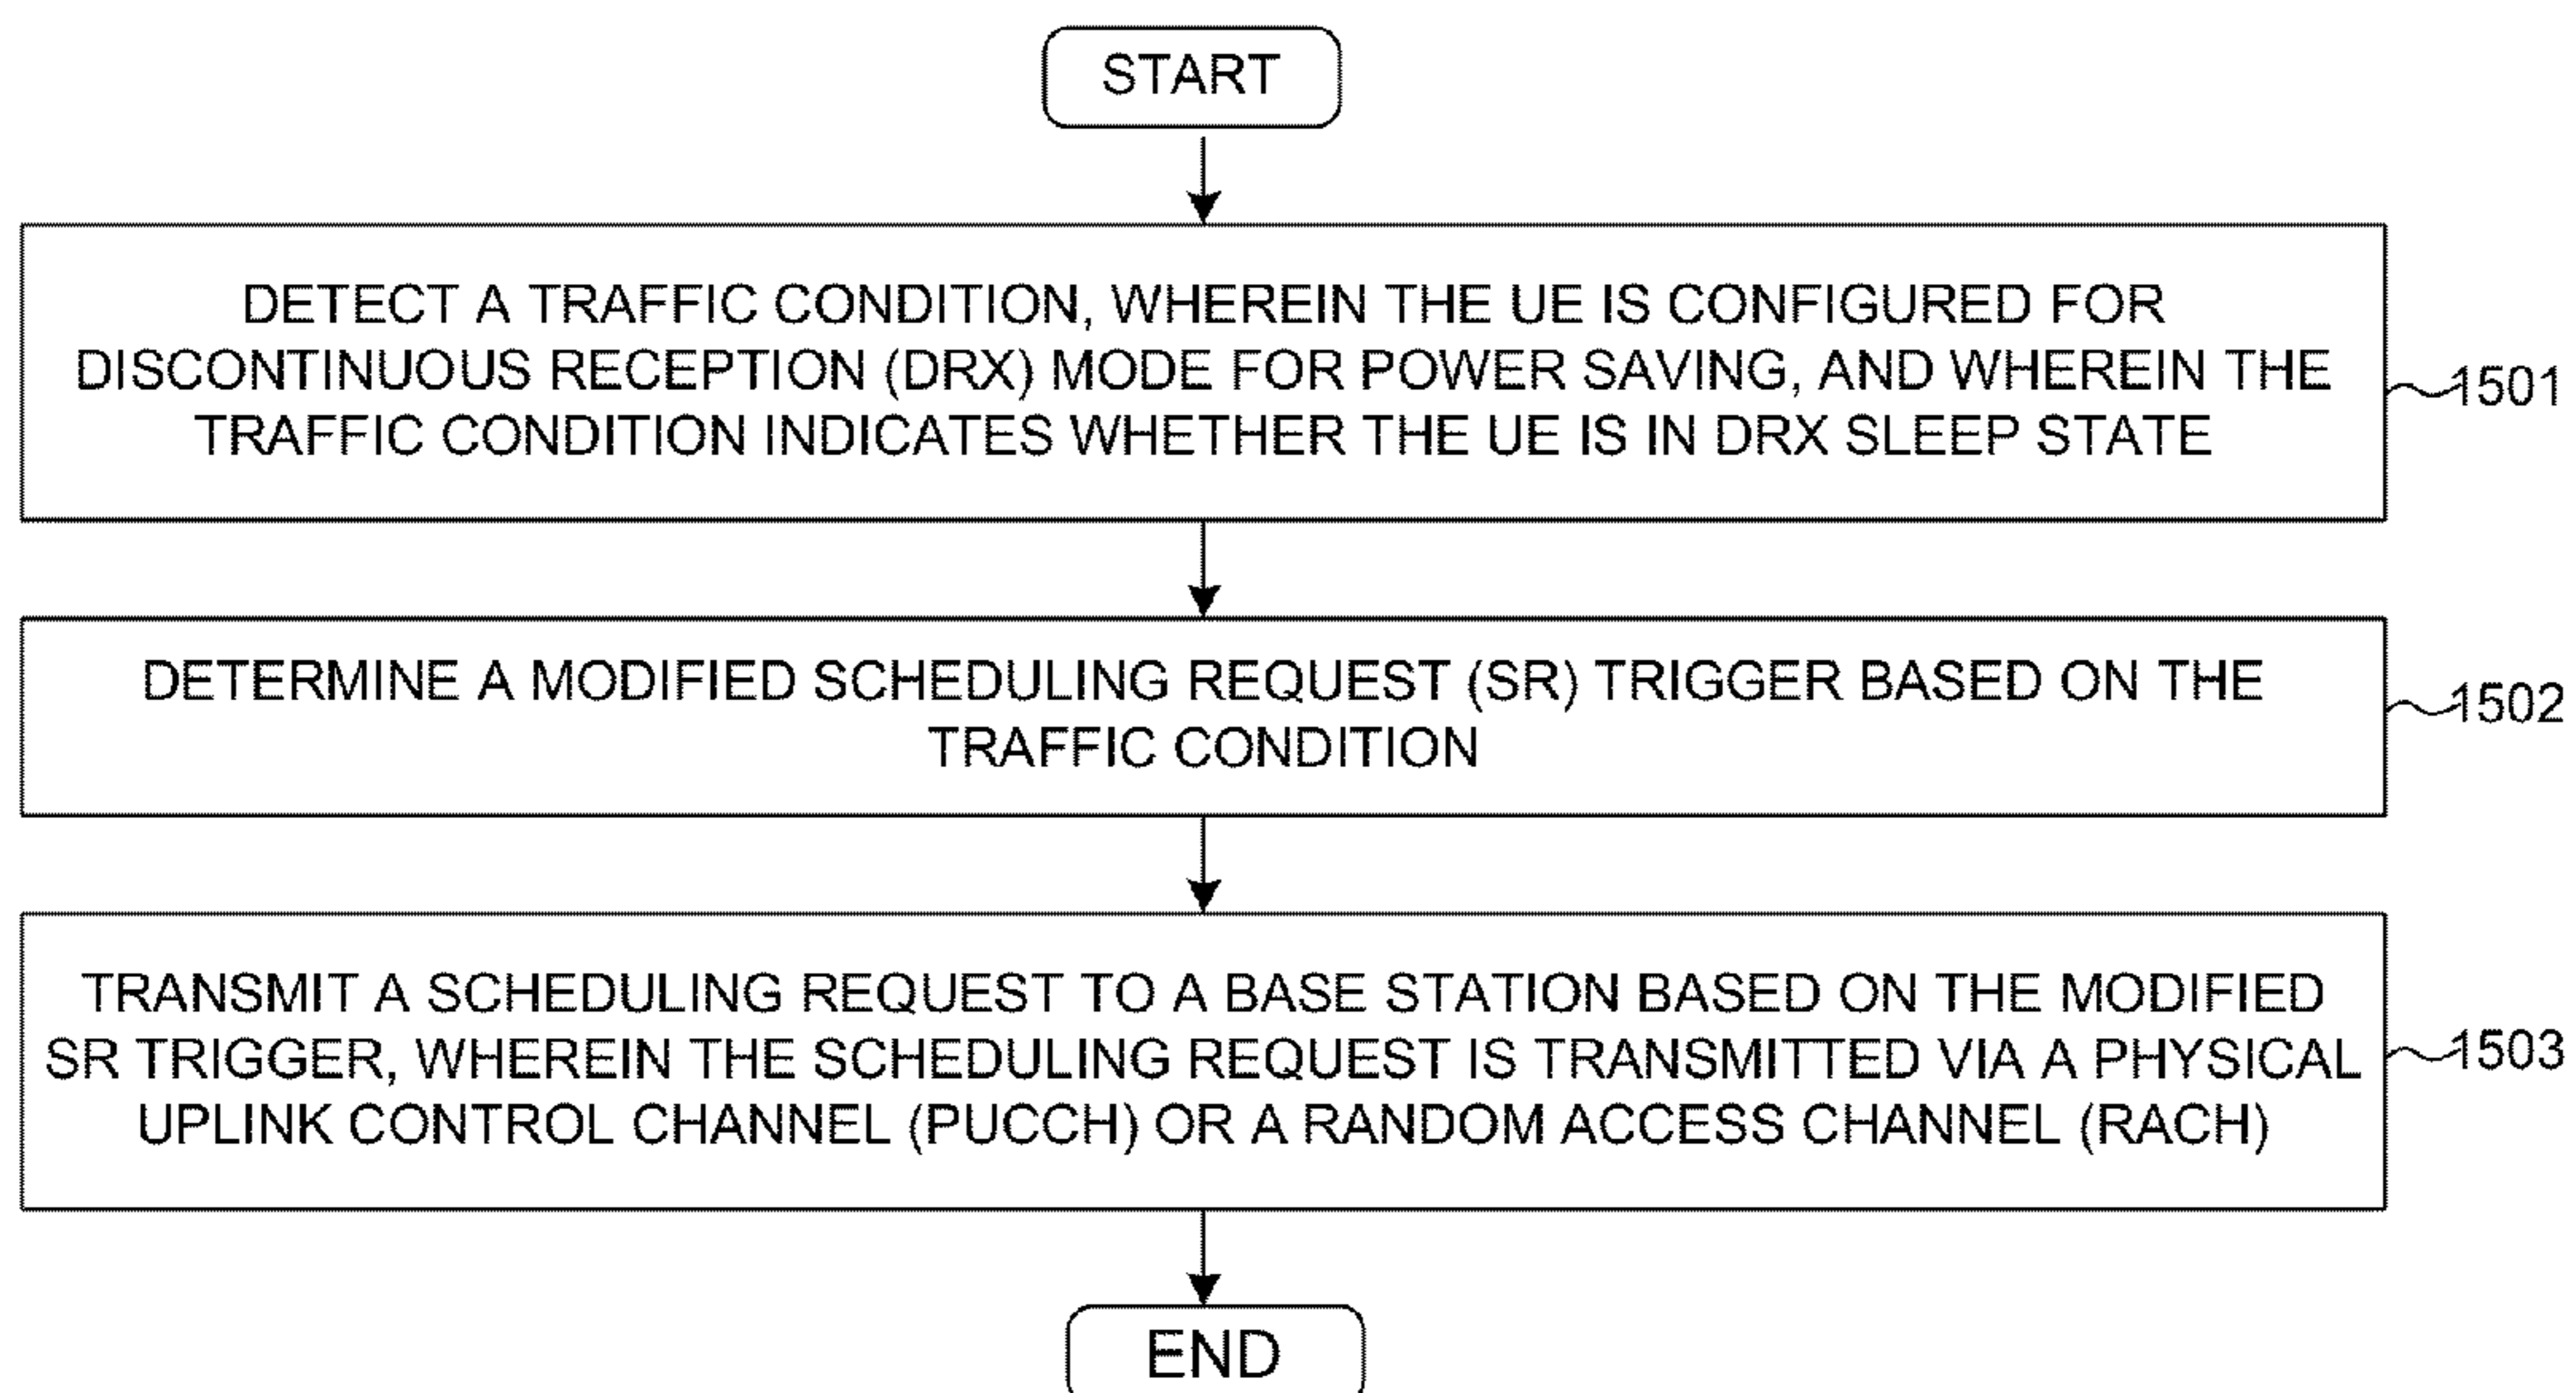 START
DETECT A TRAFFIC CONDITION, WHEREIN THE UE IS CONFIGURED FOR
DISCONTINUOUS RECEPTION (DRX) MODE FOR POWER SAVING, AND WHEREIN THE
TRAFFIC CONDITION INDICATES WHETHER THE UE IS IN DRX SLEEP STATE
1501
DETERMINE A MODIFIED SCHEDULING REQUEST (SR) TRIGGER BASED ON THE
TRAFFIC CONDITION
1502
TRANSMIT A SCHEDULING REQUEST TO A BASE STATION BASED ON THE MODIFIED
SR TRIGGER, WHEREIN THE SCHEDULING REQUEST IS TRANSMITTED VIA A PHYSICAL
UPLINK CONTROL CHANNEL (PUCCH) OR A RANDOM ACCESS CHANNEL (RACH)
1503
END